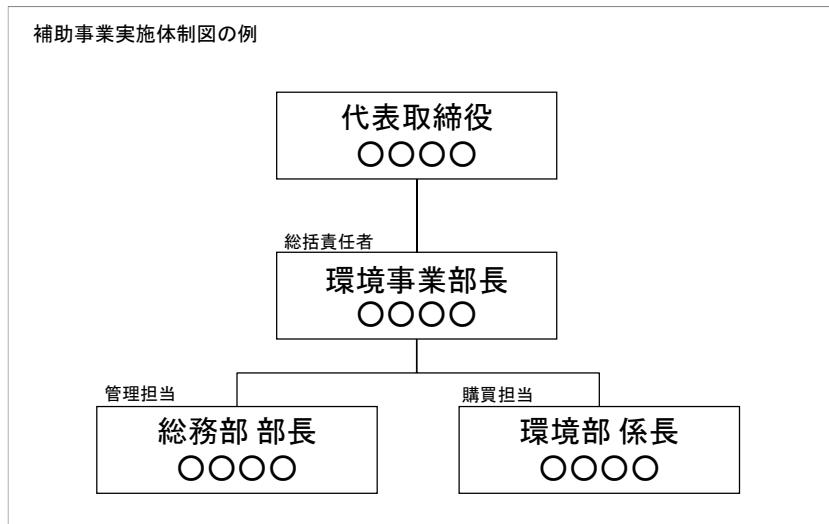 補助事業実施体制図の例
代表取締役
〇〇〇〇
総括責任者
環境事業部長
〇〇〇〇
管理担当
総務部 部長
〇〇〇〇
購買担当
環境部 係長
〇〇〇〇